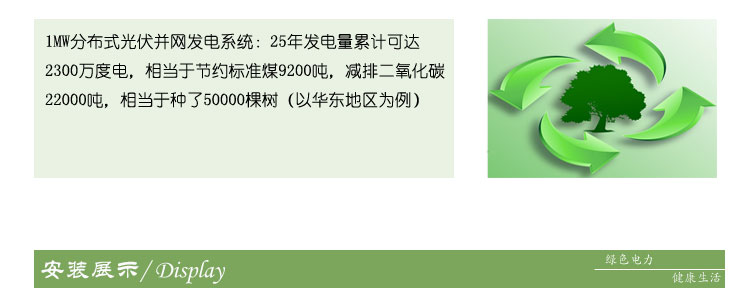 1MW分布式光伏并网发电系统：25年发电量累计可达
2300万度电，相当于节约标准煤9200吨，减排二氧化碳
22000吨，相当于种了50000棵树（以华东地区为例）
安装展示/Display
绿色电力
健康生活